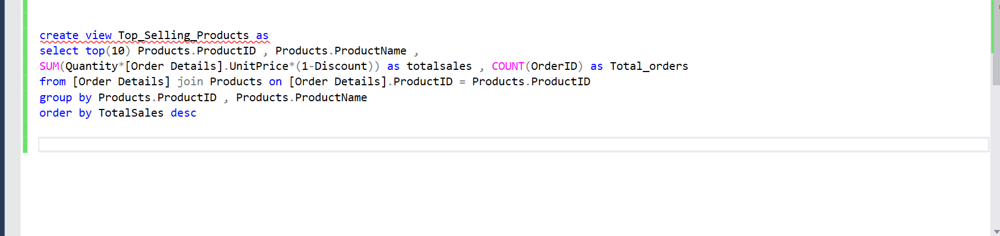 create view Top_Selling_Products as
select top(10) Products.ProductID , Products.ProductName ,
SUM(Quantity*[Order Details].UnitPrice*(1-Discount)) as totalsales , COUNT(OrderID) as Total_orders
from [Order Details] join Products on [Order Details].ProductID = Products.ProductID
group by Products.ProductID , Products.ProductName
order by TotalSales desc